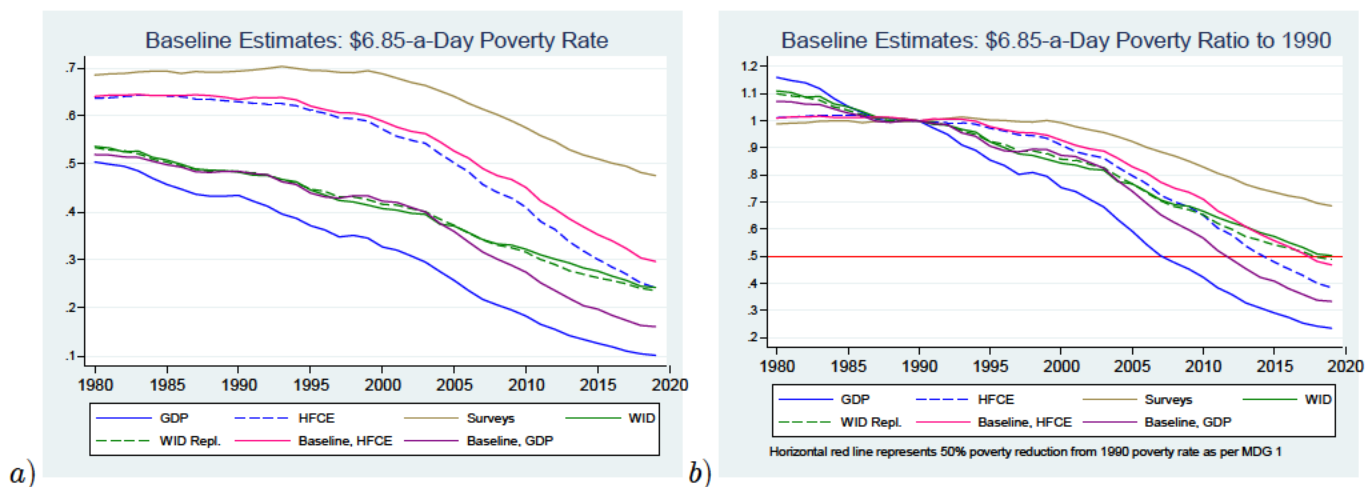 Baseline Estimates: $6.85-a-Day Poverty Rate
.7
.6
.5
.4
.3
.2
.1
1980 1985 1990 1995 2000 2005 2010 2015 2020
GDP HFCE Surveys WID
WID Repl. Baseline, HFCE Baseline, GDP
a)
Baseline Estimates: $6.85-a-Day Poverty Ratio to 1990
1.2
1.1
1
.9
.8
.7
.6
.5
.4
.3
.2
1980 1985 1990 1995 2000 2005 2010 2015 2020
GDP HFCE Surveys WID
WID Repl. Baseline, HFCE Baseline, GDP
Horizontal red line represents 50% poverty reduction from 1990 poverty rate as per MDG 1
b)